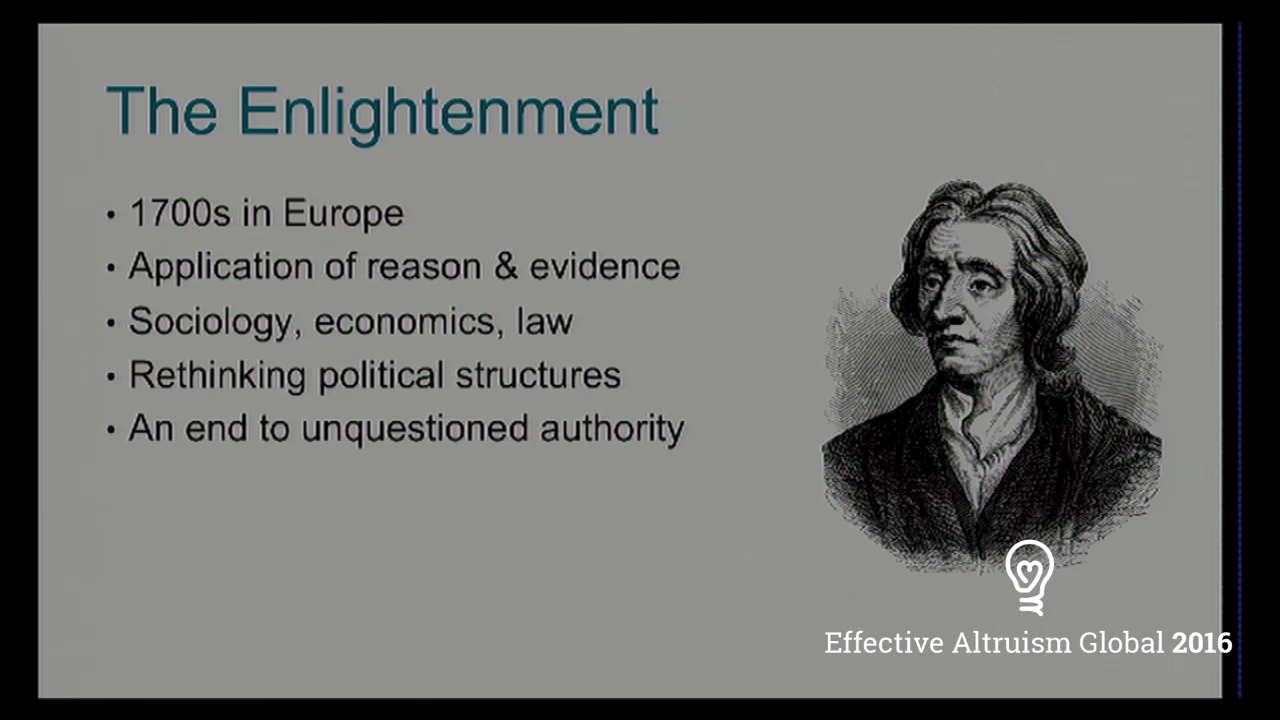 The Enlightenment
• 1700s in Europe
• Application of reason & evidence
• Sociology, economics, law
• Rethinking political structures
• An end to unquestioned authority
Effective Altruism Global 2016